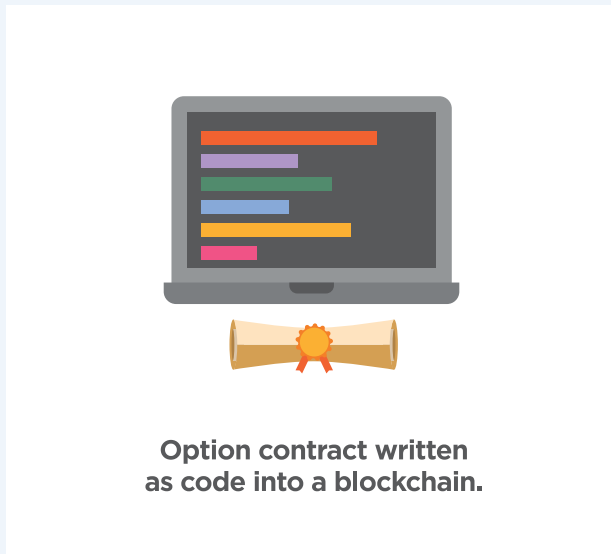 Option contract written
as code into a blockchain.